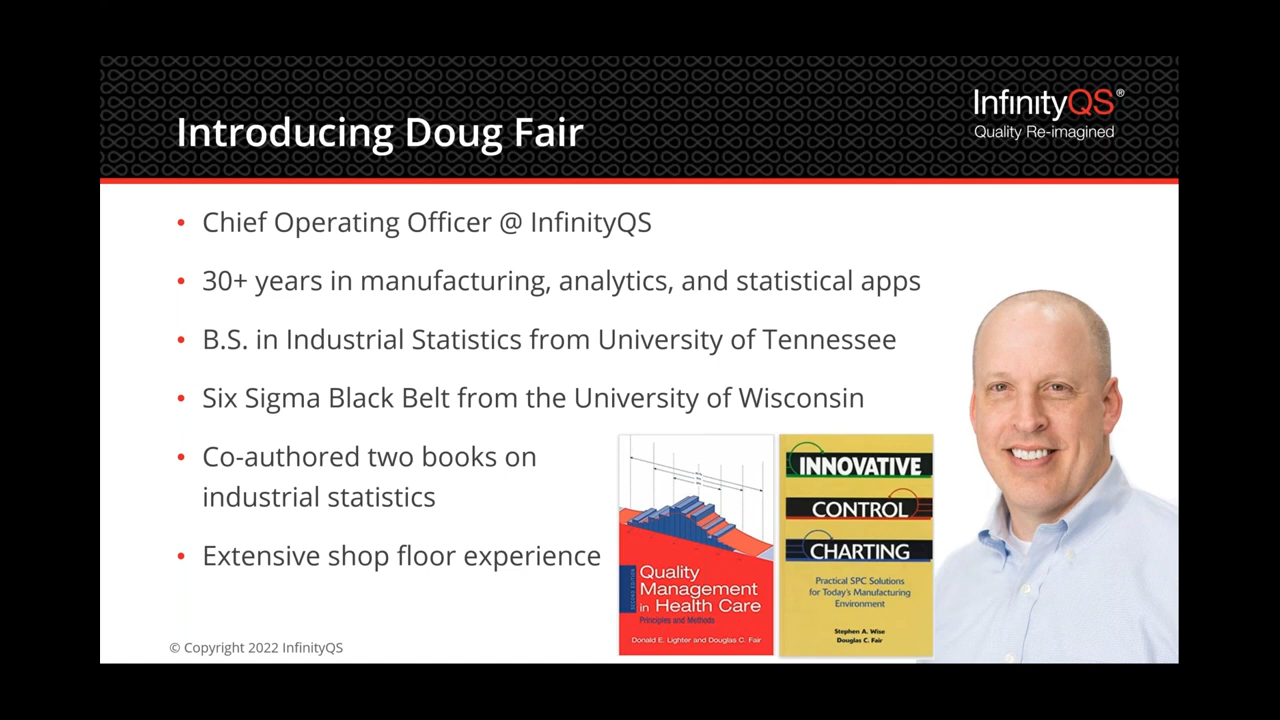 Introducing Doug Fair
InfinityQS®
Quality Re-imagined
• Chief Operating Officer @ InfinityQS
• 30+ years in manufacturing, analytics, and statistical apps
• B.S. in Industrial Statistics from University of Tennessee
• Six Sigma Black Belt from the University of Wisconsin
• Co-authored two books on
industrial statistics
• Extensive shop floor experience
SECOND EDITION
Quality
Management
in Health Care
Principles and Methods
Donald E. Lighter and Douglas C. Fair
INNOVATIVE
CONTROL
CHARTING
Practical SPC Solutions
for Today's Manufacturing
Environment
Stephen A. Wise
Douglas C. Fair
© Copyright 2022 InfinityQS